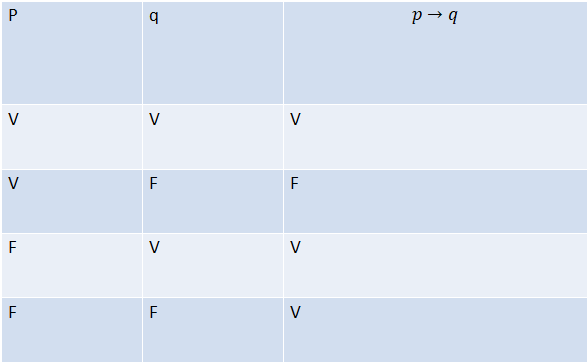 P q p → q
V V V
V F F
F V V
F F V